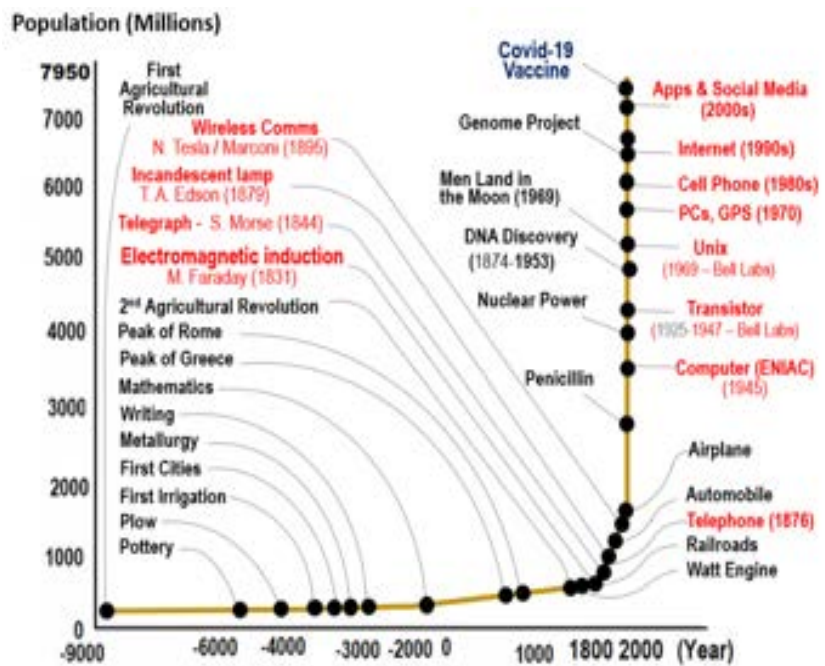 Population (Millions)
7950
7000
6000
5000
4000
3000
2000
1000
0
First
Agricultural
Revolution
Wireless Comms
N. Tesla / Marconi (1895)
Incandescent lamp
T. A. Edson (1879)
Telegraph - S. Morse (1844)
Electromagnetic induction
M. Faraday (1831)
2nd Agricultural Revolution
Peak of Rome
Peak of Greece
Mathematics
Writing
Metallurgy
First Cities
First Irrigation
Plow
Pottery
Covid-19
Vaccine
Genome Project
Men Land in
the Moon (1969)
DNA Discovery
(1874-1953)
Nuclear Power
Penicillin
Apps & Social Media
(2000s)
Internet (1990s)
Cell Phone (1980s)
PCs, GPS (1970)
Unix
(1969 – Bell Labs)
Transistor
(1925-1947 – Bell Labs)
Computer (ENIAC)
(1945)
Airplane
Automobile
Telephone (1876)
Railroads
Watt Engine
-9000 -6000 -4000 -3000 -2000 0 1000 1800 2000 (Year)